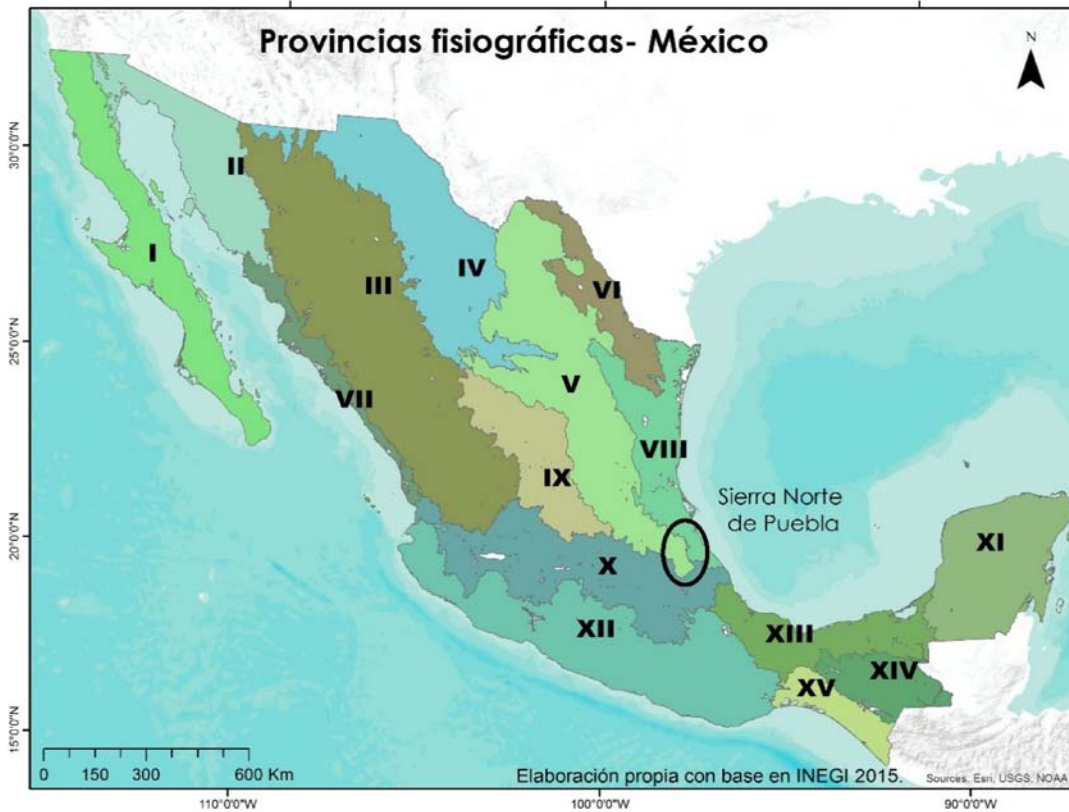 Provincias fisiográficas- México
N
30°0'0"N
25°0'0"N
20°0'0"N
15°0'0"N
I
II
III
IV
V
VI
VII
VIII
IX
X
XI
XII
XIII
XIV
XV
Sierra Norte
de Puebla
0 150 300 600 Km
Elaboración propia con base en INEGI 2015.
Sources: Esri, USGS, NOAA
110°0'0"W 100°0'0"W 90°0'0"W